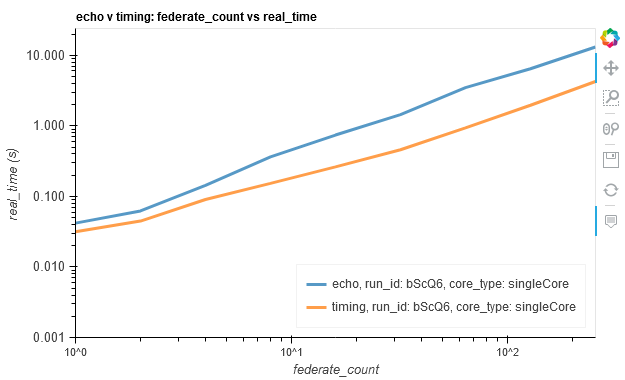 echo v timing: federate_count vs real_time
10.000
1.000
0.100
0.010
0.001
real_time (s)
echo, run_id: bScQ6, core_type: singleCore
timing, run_id: bScQ6, core_type: singleCore
10^0
10^1
10^2
federate_count